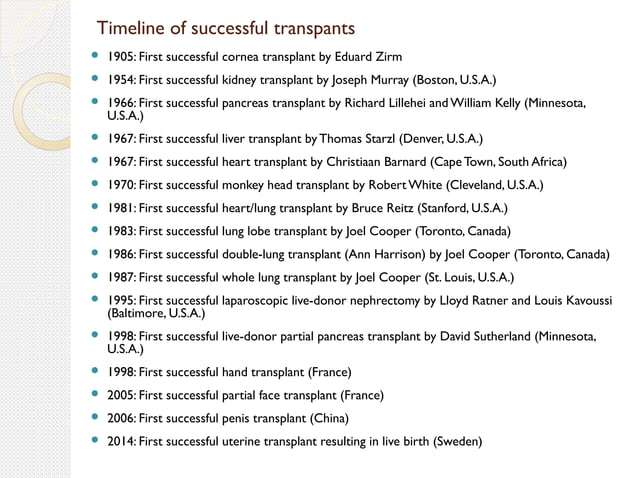 Timeline of successful transpants
1905: First successful cornea transplant by Eduard Zirm
1954: First successful kidney transplant by Joseph Murray (Boston, U.S.A.)
1966: First successful pancreas transplant by Richard Lillehei and William Kelly (Minnesota,
U.S.A.)
1967: First successful liver transplant by Thomas Starzl (Denver, U.S.A.)
1967: First successful heart transplant by Christiaan Barnard (Cape Town, South Africa)
1970: First successful monkey head transplant by Robert White (Cleveland, U.S.A.)
1981: First successful heart/lung transplant by Bruce Reitz (Stanford, U.S.A.)
1983: First successful lung lobe transplant by Joel Cooper (Toronto, Canada)
1986: First successful double-lung transplant (Ann Harrison) by Joel Cooper (Toronto, Canada)
1987: First successful whole lung transplant by Joel Cooper (St. Louis, U.S.A.)
1995: First successful laparoscopic live-donor nephrectomy by Lloyd Ratner and Louis Kavoussi
(Baltimore, U.S.A.)
1998: First successful live-donor partial pancreas transplant by David Sutherland (Minnesota,
U.S.A.)
1998: First successful hand transplant (France)
2005: First successful partial face transplant (France)
2006: First successful penis transplant (China)
2014: First successful uterine transplant resulting in live birth (Sweden)